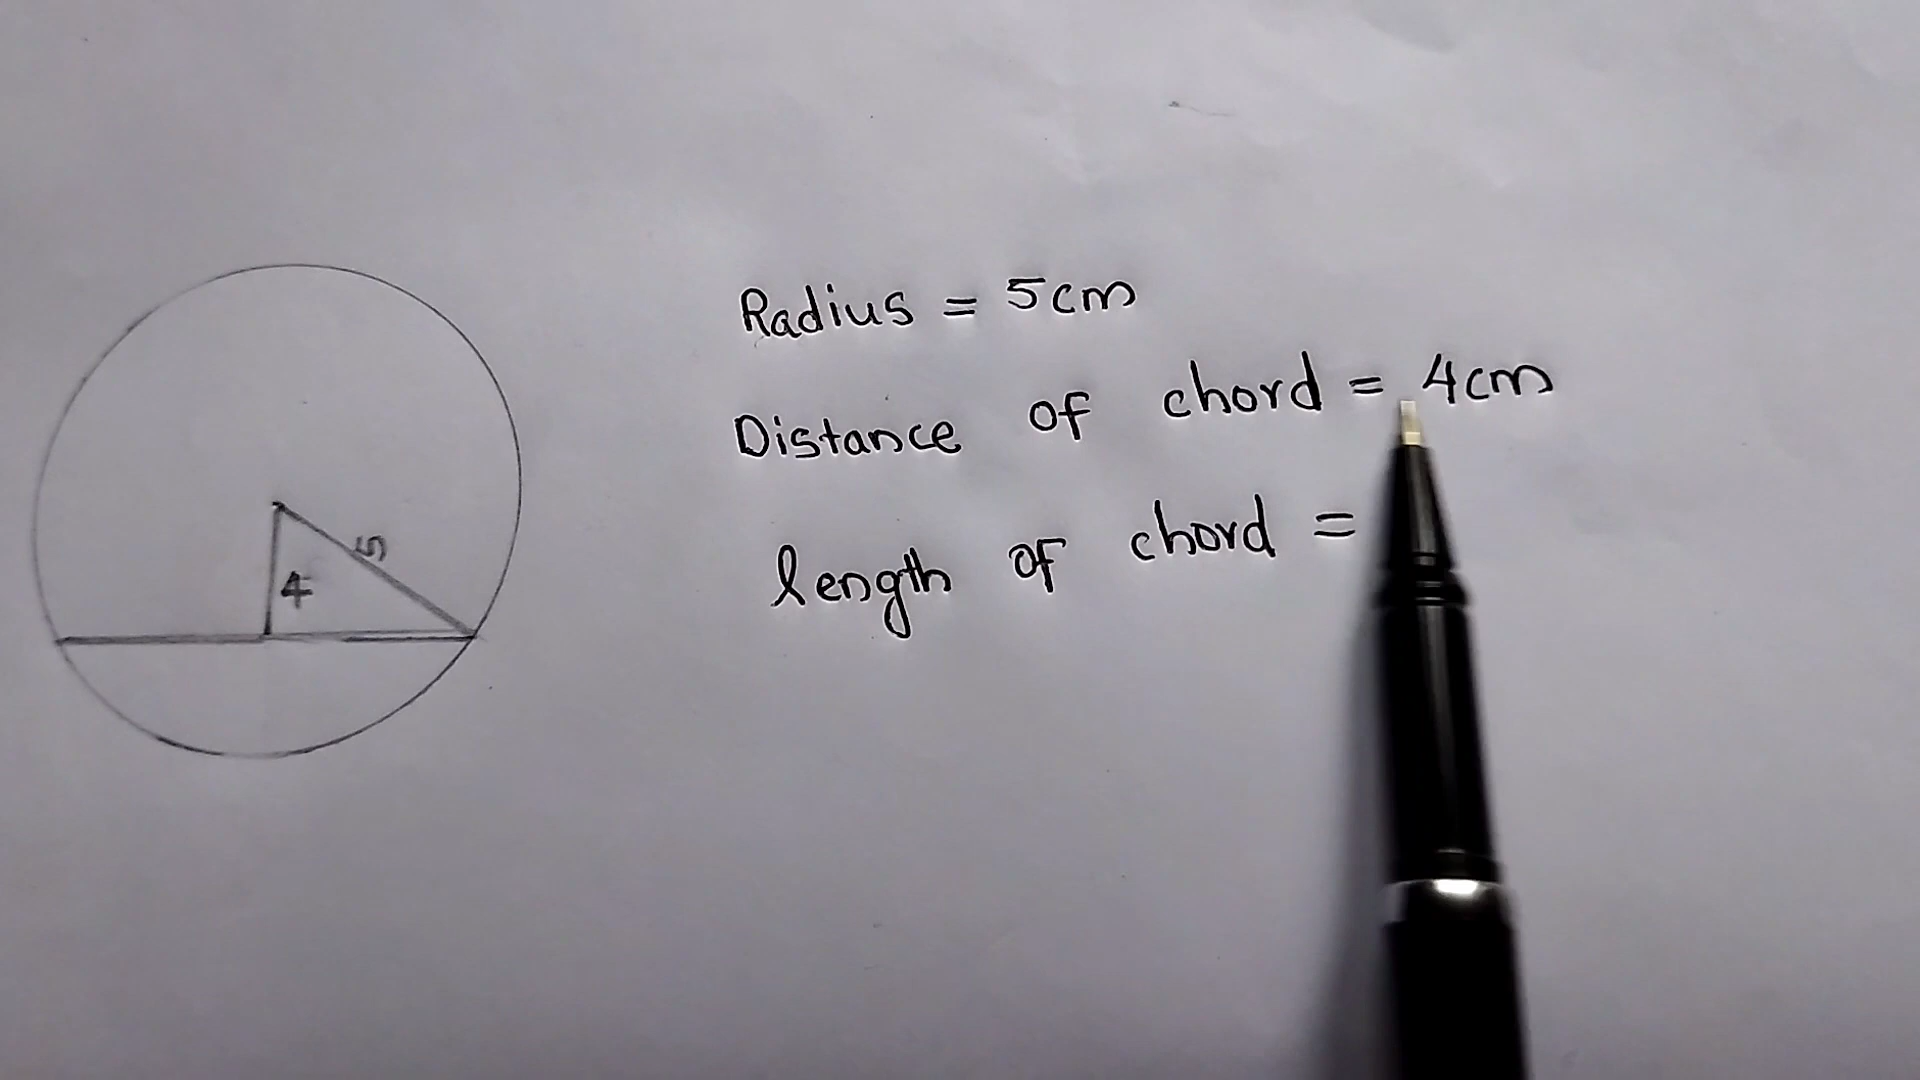 Radius = 5cm
Distance of chord = 4cm
length of chord =
5
4